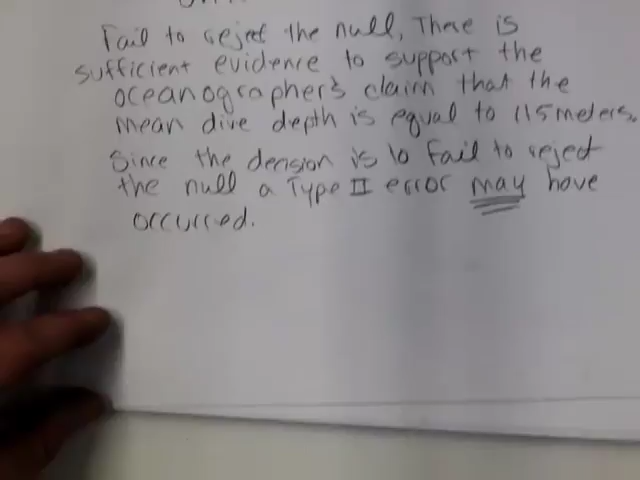 Fail to reject the null, There is
sufficient evidence to support the
oceanographer's claim that the
mean dive depth is equal to 115 meters.
Since the decision is to fail to reject
the null a Type II error may have
occurred.